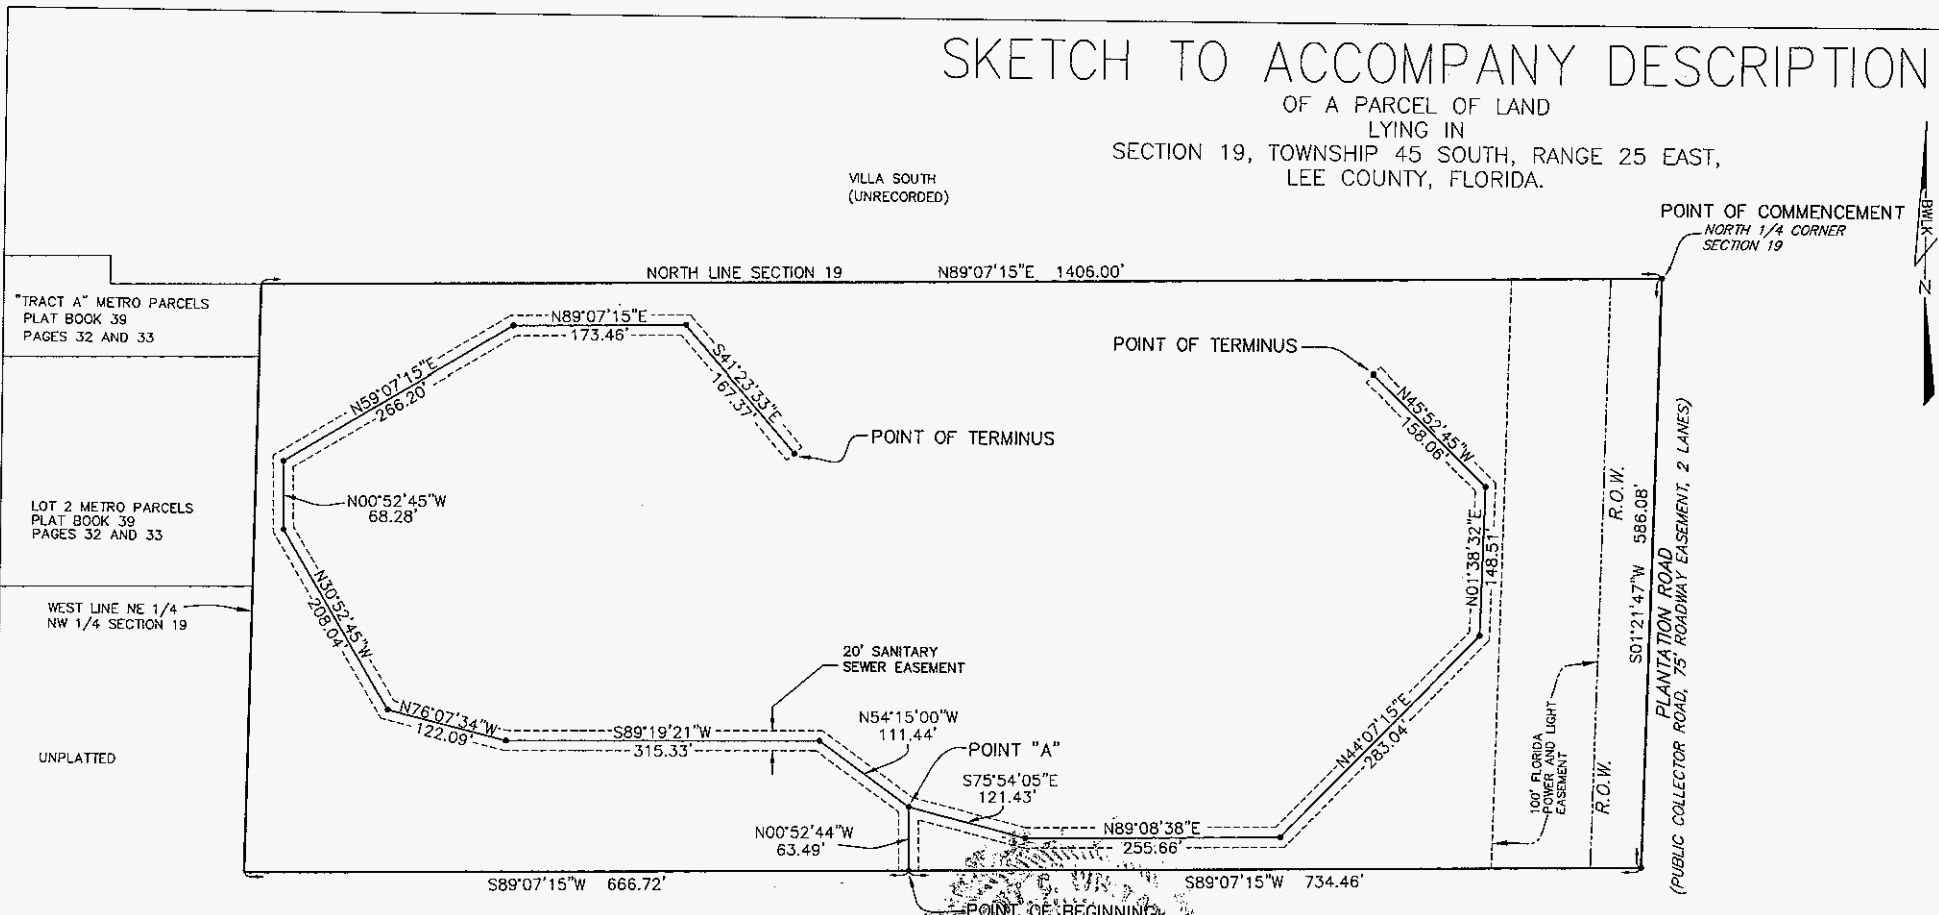 SKETCH TO ACCOMPANY DESCRIPTION
OF A PARCEL OF LAND
LYING IN
SECTION 19, TOWNSHIP 45 SOUTH, RANGE 25 EAST,
LEE COUNTY, FLORIDA.
VILLA SOUTH
(UNRECORDED)
POINT OF COMMENCEMENT
NORTH 1/4 CORNER
SECTION 19
BWLK
N
NORTH LINE SECTION 19
N89°07'15"E 1406.00'
"TRACT A" METRO PARCELS
PLAT BOOK 39
PAGES 32 AND 33
N89°07'15"E
173.46'
S41°23'33"E
167.37'
N59°07'15"E
266.20'
POINT OF TERMINUS
POINT OF TERMINUS
N45°52'45"W
158.06'
LOT 2 METRO PARCELS
PLAT BOOK 39
PAGES 32 AND 33
N00°52'45"W
68.28'
N01°38'32"E
148.51'
R.O.W.
S01°21'47"W 586.08'
PLANTATION ROAD
(PUBLIC COLLECTOR ROAD, 75' ROADWAY EASEMENT, 2 LANES)
WEST LINE NE 1/4
NW 1/4 SECTION 19
N30°52'45"W
208.04'
20' SANITARY
SEWER EASEMENT
N76°07'34"W
122.09'
S89°19'21"W
315.33'
N54°15'00"W
111.44'
POINT "A"
S75°54'05"E
121.43'
N44°07'15"E
283.04'
100' FLORIDA
POWER AND LIGHT
EASEMENT
R.O.W.
UNPLATTED
N00°52'44"W
63.49'
N89°08'38"E
255.66'
S89°07'15"W 666.72'
S89°07'15"W 734.46'
POINT OF BEGINNING